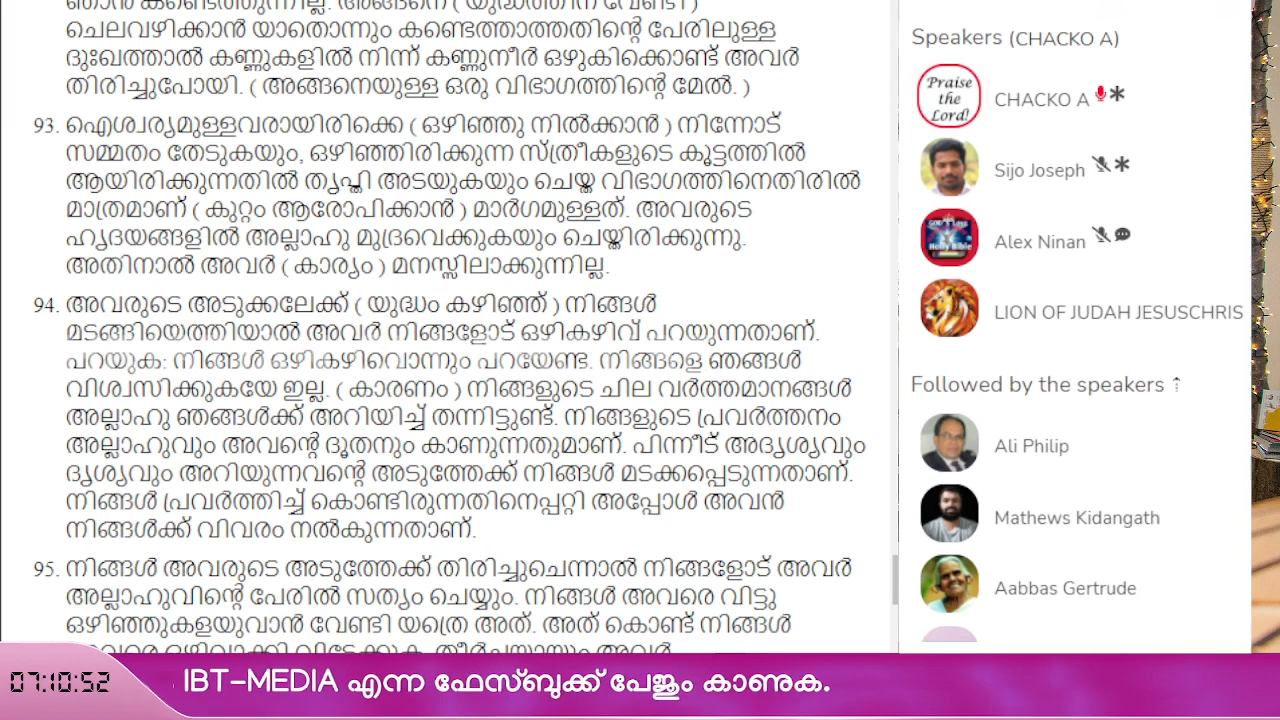 ചെലവഴിക്കാൻ യാതൊന്നും കണ്ടെത്താത്തതിന്റെ പേരിലുള്ള
ദുഃഖത്താൽ കണ്ണുകളിൽ നിന്ന് കണ്ണുനീർ ഒഴുകിക്കൊണ്ട് അവർ
തിരിച്ചുപോയി. ( അങ്ങനെയുള്ള ഒരു വിഭാഗത്തിന്റെ മേൽ. )
93. ഐശ്വര്യമുള്ളവരായിരിക്കെ ( ഒഴിഞ്ഞു നിൽക്കാൻ ) നിന്നോട്
സമ്മതം തേടുകയും, ഒഴിഞ്ഞിരിക്കുന്ന സ്ത്രീകളുടെ കൂട്ടത്തിൽ
ആയിരിക്കുന്നതിൽ തൃപ്തി അടയുകയും ചെയ്ത വിഭാഗത്തിനെതിരിൽ
മാത്രമാണ് ( കുറ്റം ആരോപിക്കാൻ ) മാർഗമുള്ളത്. അവരുടെ
ഹൃദയങ്ങളിൽ അല്ലാഹു മുദ്രവെക്കുകയും ചെയ്തിരിക്കുന്നു.
അതിനാൽ അവർ ( കാര്യം ) മനസ്സിലാക്കുന്നില്ല.
94. അവരുടെ അടുക്കലേക്ക് ( യുദ്ധം കഴിഞ്ഞ് ) നിങ്ങൾ
മടങ്ങിയെത്തിയാൽ അവർ നിങ്ങളോട് ഒഴികഴിവ് പറയുന്നതാണ്.
പറയുക: നിങ്ങൾ ഒഴികഴിവൊന്നും പറയേണ്ട. നിങ്ങളെ ഞങ്ങൾ
വിശ്വസിക്കുകയേ ഇല്ല. ( കാരണം ) നിങ്ങളുടെ ചില വർത്തമാനങ്ങൾ
അല്ലാഹു ഞങ്ങൾക്ക് അറിയിച്ച് തന്നിട്ടുണ്ട്. നിങ്ങളുടെ പ്രവർത്തനം
അല്ലാഹുവും അവന്റെ ദൂതനും കാണുന്നതുമാണ്. പിന്നീട് അദൃശ്യവും
ദൃശ്യവും അറിയുന്നവന്റെ അടുത്തേക്ക് നിങ്ങൾ മടക്കപ്പെടുന്നതാണ്.
നിങ്ങൾ പ്രവർത്തിച്ച് കൊണ്ടിരുന്നതിനെപ്പറ്റി അപ്പോൾ അവൻ
നിങ്ങൾക്ക് വിവരം നൽകുന്നതാണ്.
95. നിങ്ങൾ അവരുടെ അടുത്തേക്ക് തിരിച്ചുചെന്നാൽ നിങ്ങളോട് അവർ
അല്ലാഹുവിന്റെ പേരിൽ സത്യം ചെയ്യും. നിങ്ങൾ അവരെ വിട്ടു
ഒഴിഞ്ഞുകളയുവാൻ വേണ്ടി യത്രെ അത്. അത് കൊണ്ട് നിങ്ങൾ
Speakers (CHACKO A)
Praise
the
Lord!
CHACKO A
Sijo Joseph
Holy Bible
Alex Ninan
LION OF JUDAH JESUSCHRIS
Followed by the speakers
Ali Philip
Mathews Kidangath
Aabbas Gertrude
07:10:52
IBT-MEDIA എന്ന ഫേസ്ബുക്ക് പേജും കാണുക.